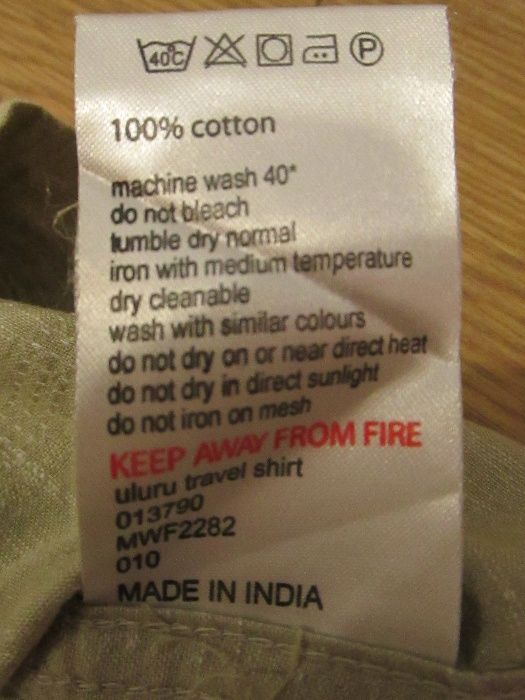 40C P
100% cotton
machine wash 40°
do not bleach
tumble dry normal
iron with medium temperature
dry cleanable
wash with similar colours
do not dry on or near direct heat
do not dry in direct sunlight
do not iron on mesh
KEEP AWAY FROM FIRE
uluru travel shirt
013790
MWF2282
010
MADE IN INDIA